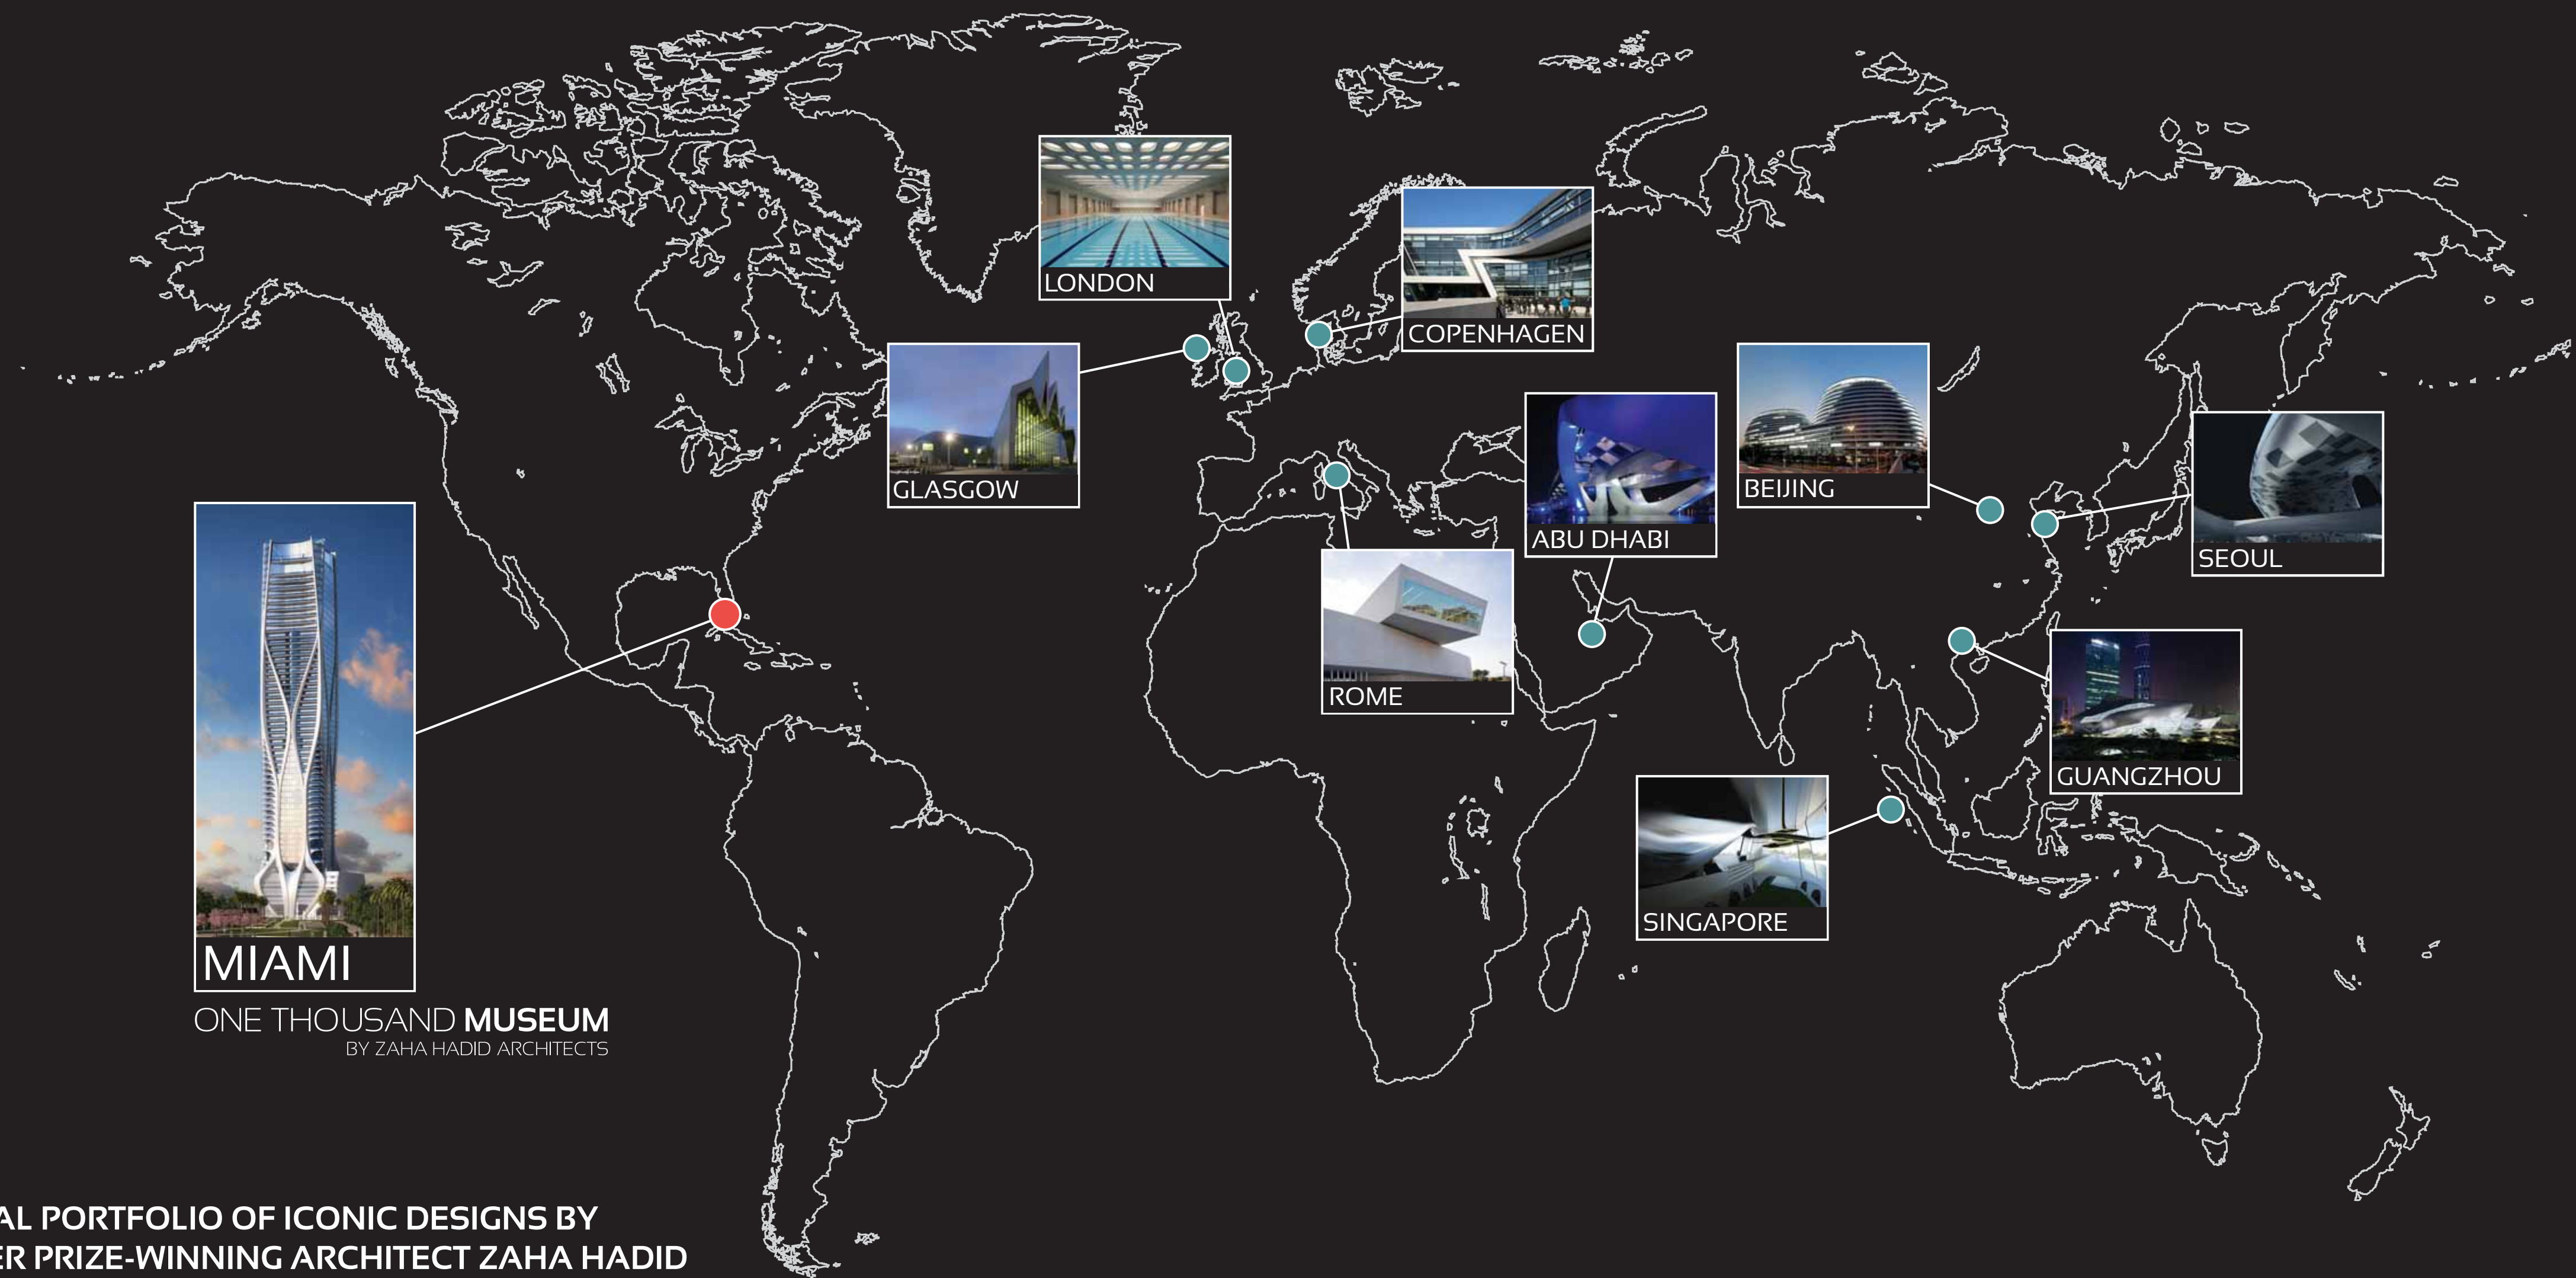 LONDON
COPENHAGEN
GLASGOW
BEIJING
ABU DHABI
SEOUL
ROME
GUANGZHOU
SINGAPORE
MIAMI
ONE THOUSAND MUSEUM
BY ZAHA HADID ARCHITECTS
AL PORTFOLIO OF ICONIC DESIGNS BY
ER PRIZE-WINNING ARCHITECT ZAHA HADID